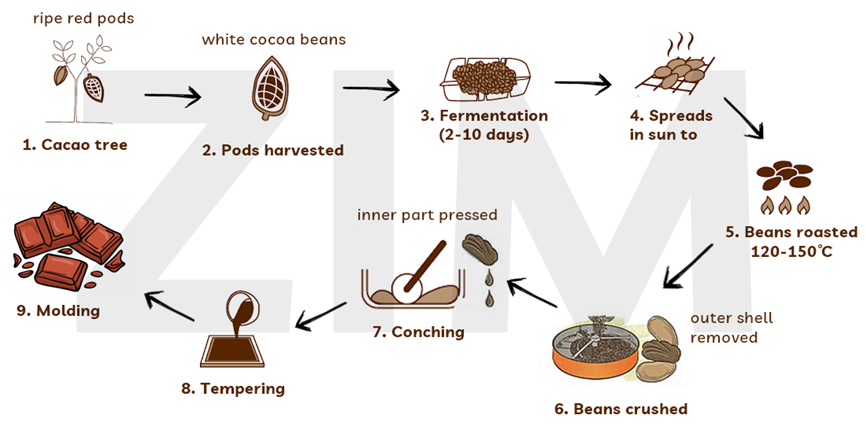 ripe red pods
1. Cacao tree
white cocoa beans
2. Pods harvested
3. Fermentation
(2-10 days)
4. Spreads
in sun to
5. Beans roasted
120-150°C
outer shell
removed
6. Beans crushed
inner part pressed
7. Conching
8. Tempering
9. Molding
ZIM